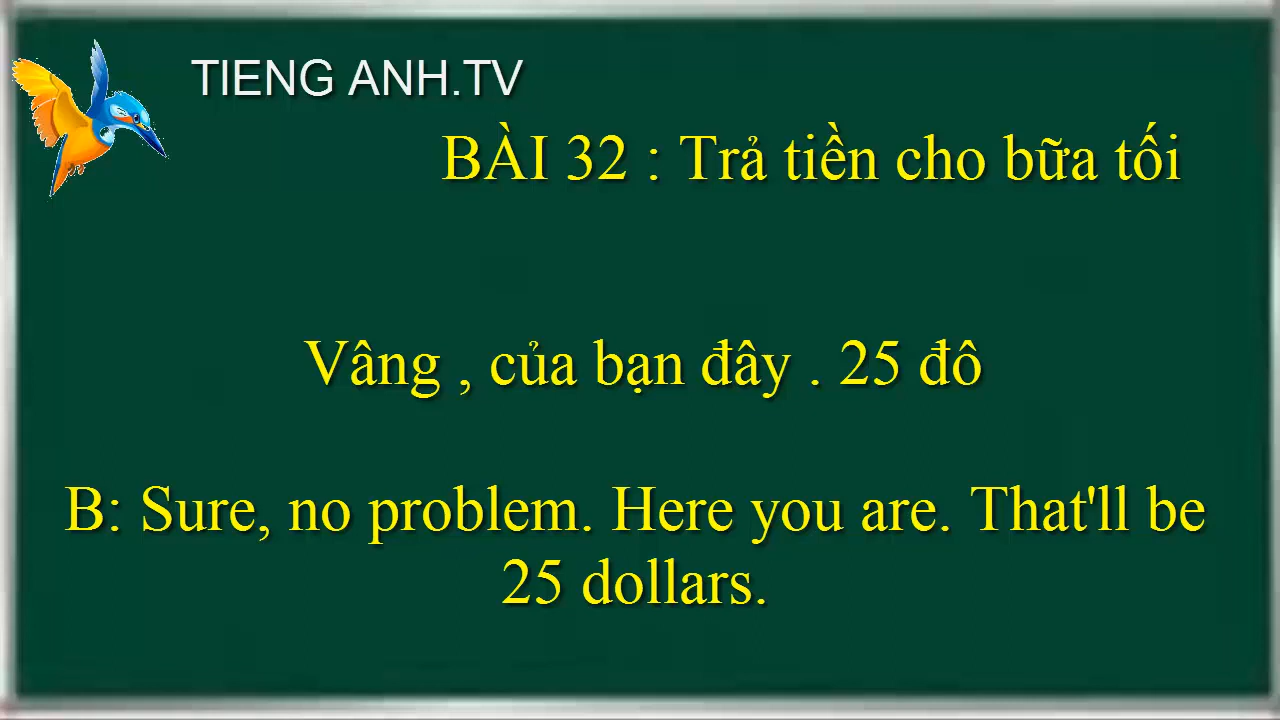 TIENG ANH.TV
BÀI 32 : Trả tiền cho bữa tối
Vâng , của bạn đây . 25 đô
B: Sure, no problem. Here you are. That'll be
25 dollars.